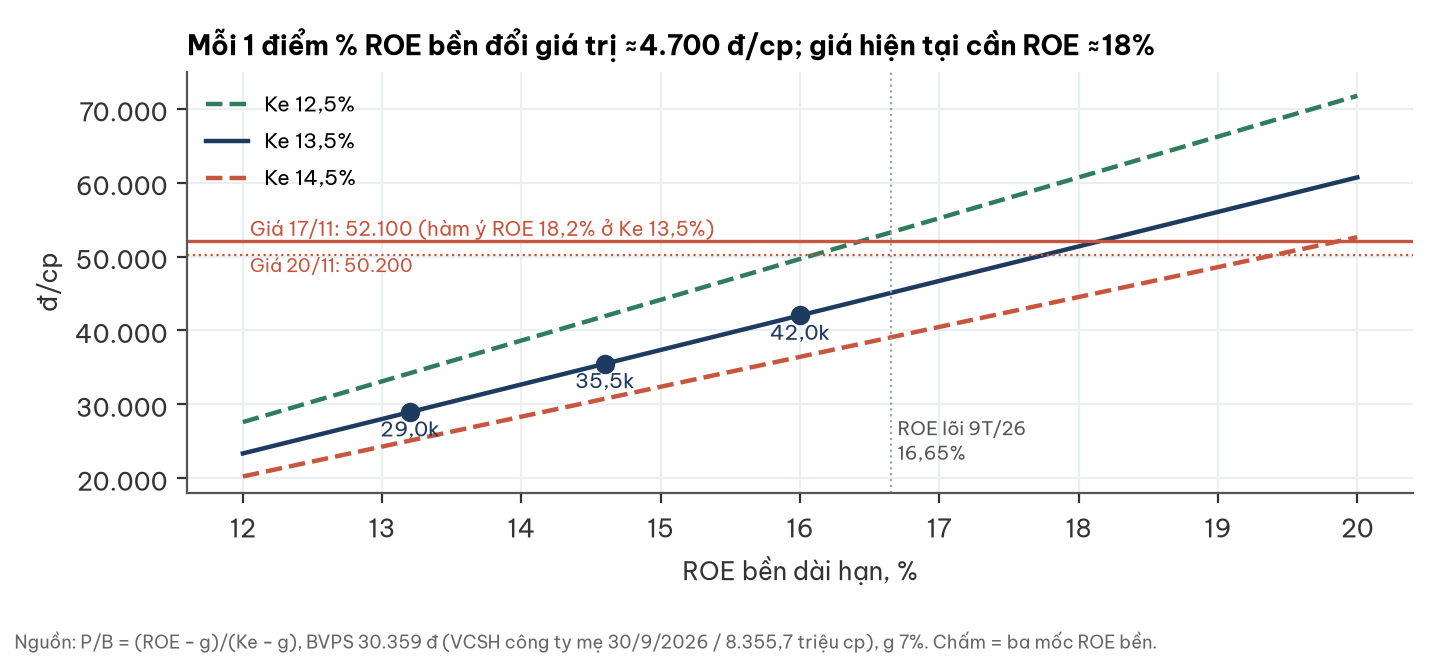 Mỗi 1 điểm % ROE bền đổi giá trị ≈4.700 đ/cp; giá hiện tại cần ROE ≈18%
Ke 12,5%
Ke 13,5%
Ke 14,5%
70.000
60.000
50.000
40.000
30.000
20.000
đ/cp
Giá 17/11: 52.100 (hàm ý ROE 18,2% ở Ke 13,5%)
Giá 20/11: 50.200
42,0k
35,5k
29,0k
ROE lõi 9T/26
16,65%
12 13 14 15 16 17 18 19 20
ROE bền dài hạn, %
Nguồn: P/B = (ROE − g)/(Ke − g), BVPS 30.359 đ (VCSH công ty mẹ 30/9/2026 / 8.355,7 triệu cp), g 7%. Chấm = ba mốc ROE bền.